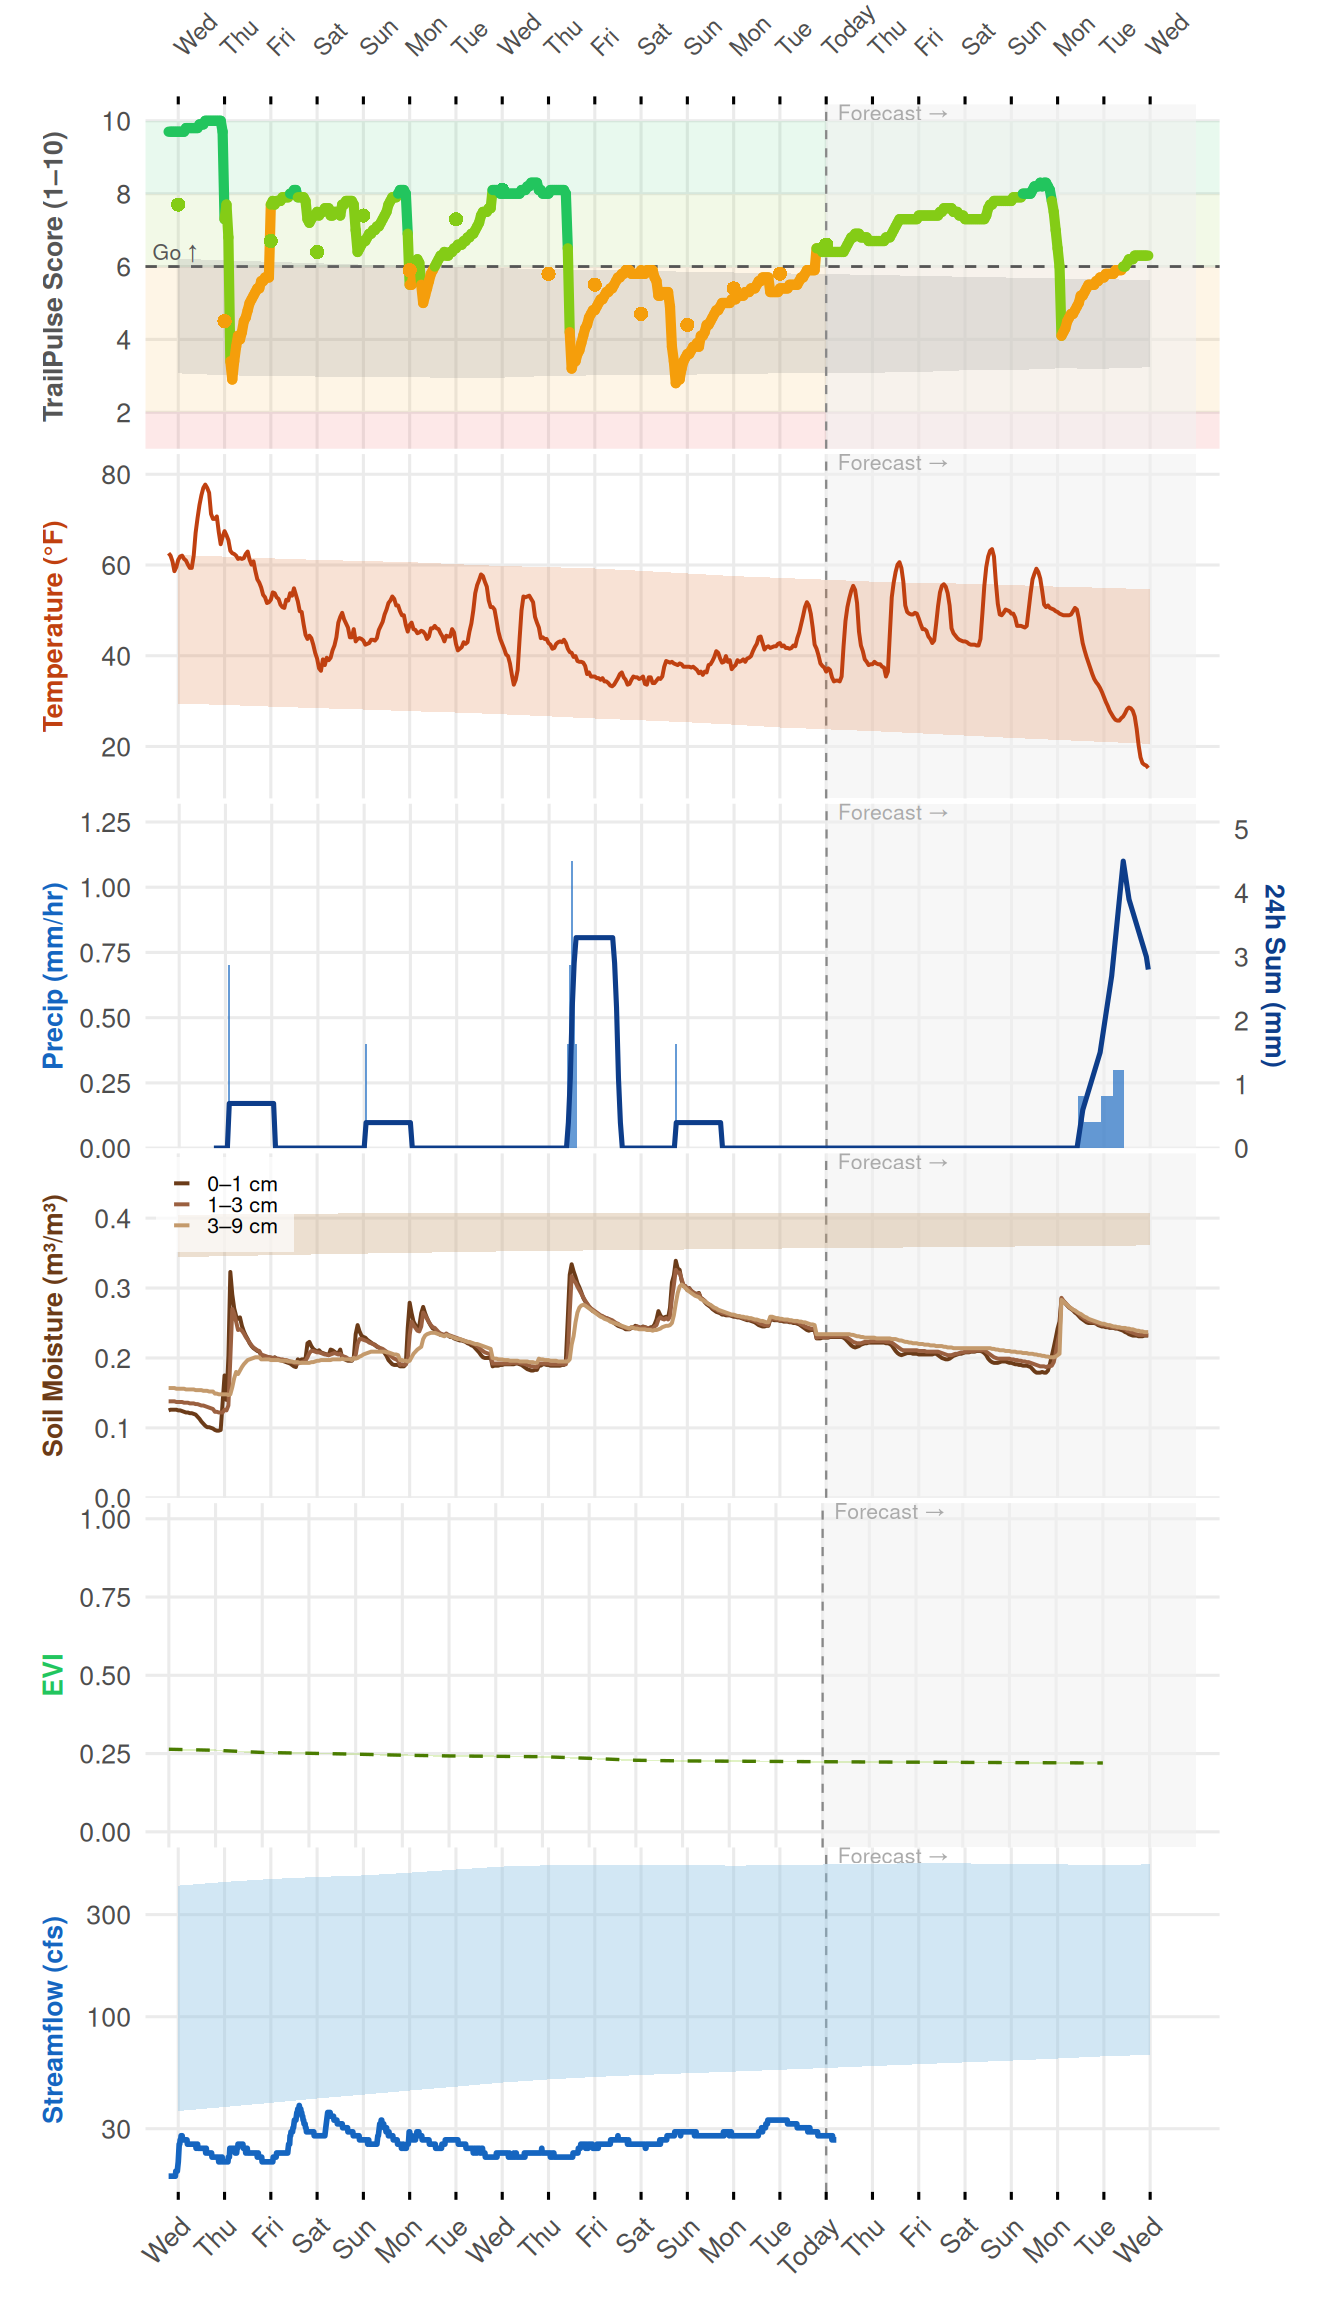 Wed Thu Fri Sat Sun Mon Tue Wed Thu Fri Sat Sun Mon Tue Today Thu Fri Sat Sun Mon Tue Wed
TrailPulse Score (1–10)
10
8
6
4
2
Go ↑
Forecast →
Temperature (°F)
80
60
40
20
Forecast →
Precip (mm/hr)
1.25
1.00
0.75
0.50
0.25
0.00
Forecast →
5
4
3
2
1
0
24h Sum (mm)
Soil Moisture (m³/m³)
0.4
0.3
0.2
0.1
0.0
0–1 cm
1–3 cm
3–9 cm
Forecast →
EVI
1.00
0.75
0.50
0.25
0.00
Forecast →
Streamflow (cfs)
300
100
30
Forecast →
Wed Thu Fri Sat Sun Mon Tue Wed Thu Fri Sat Sun Mon Tue Today Thu Fri Sat Sun Mon Tue Wed